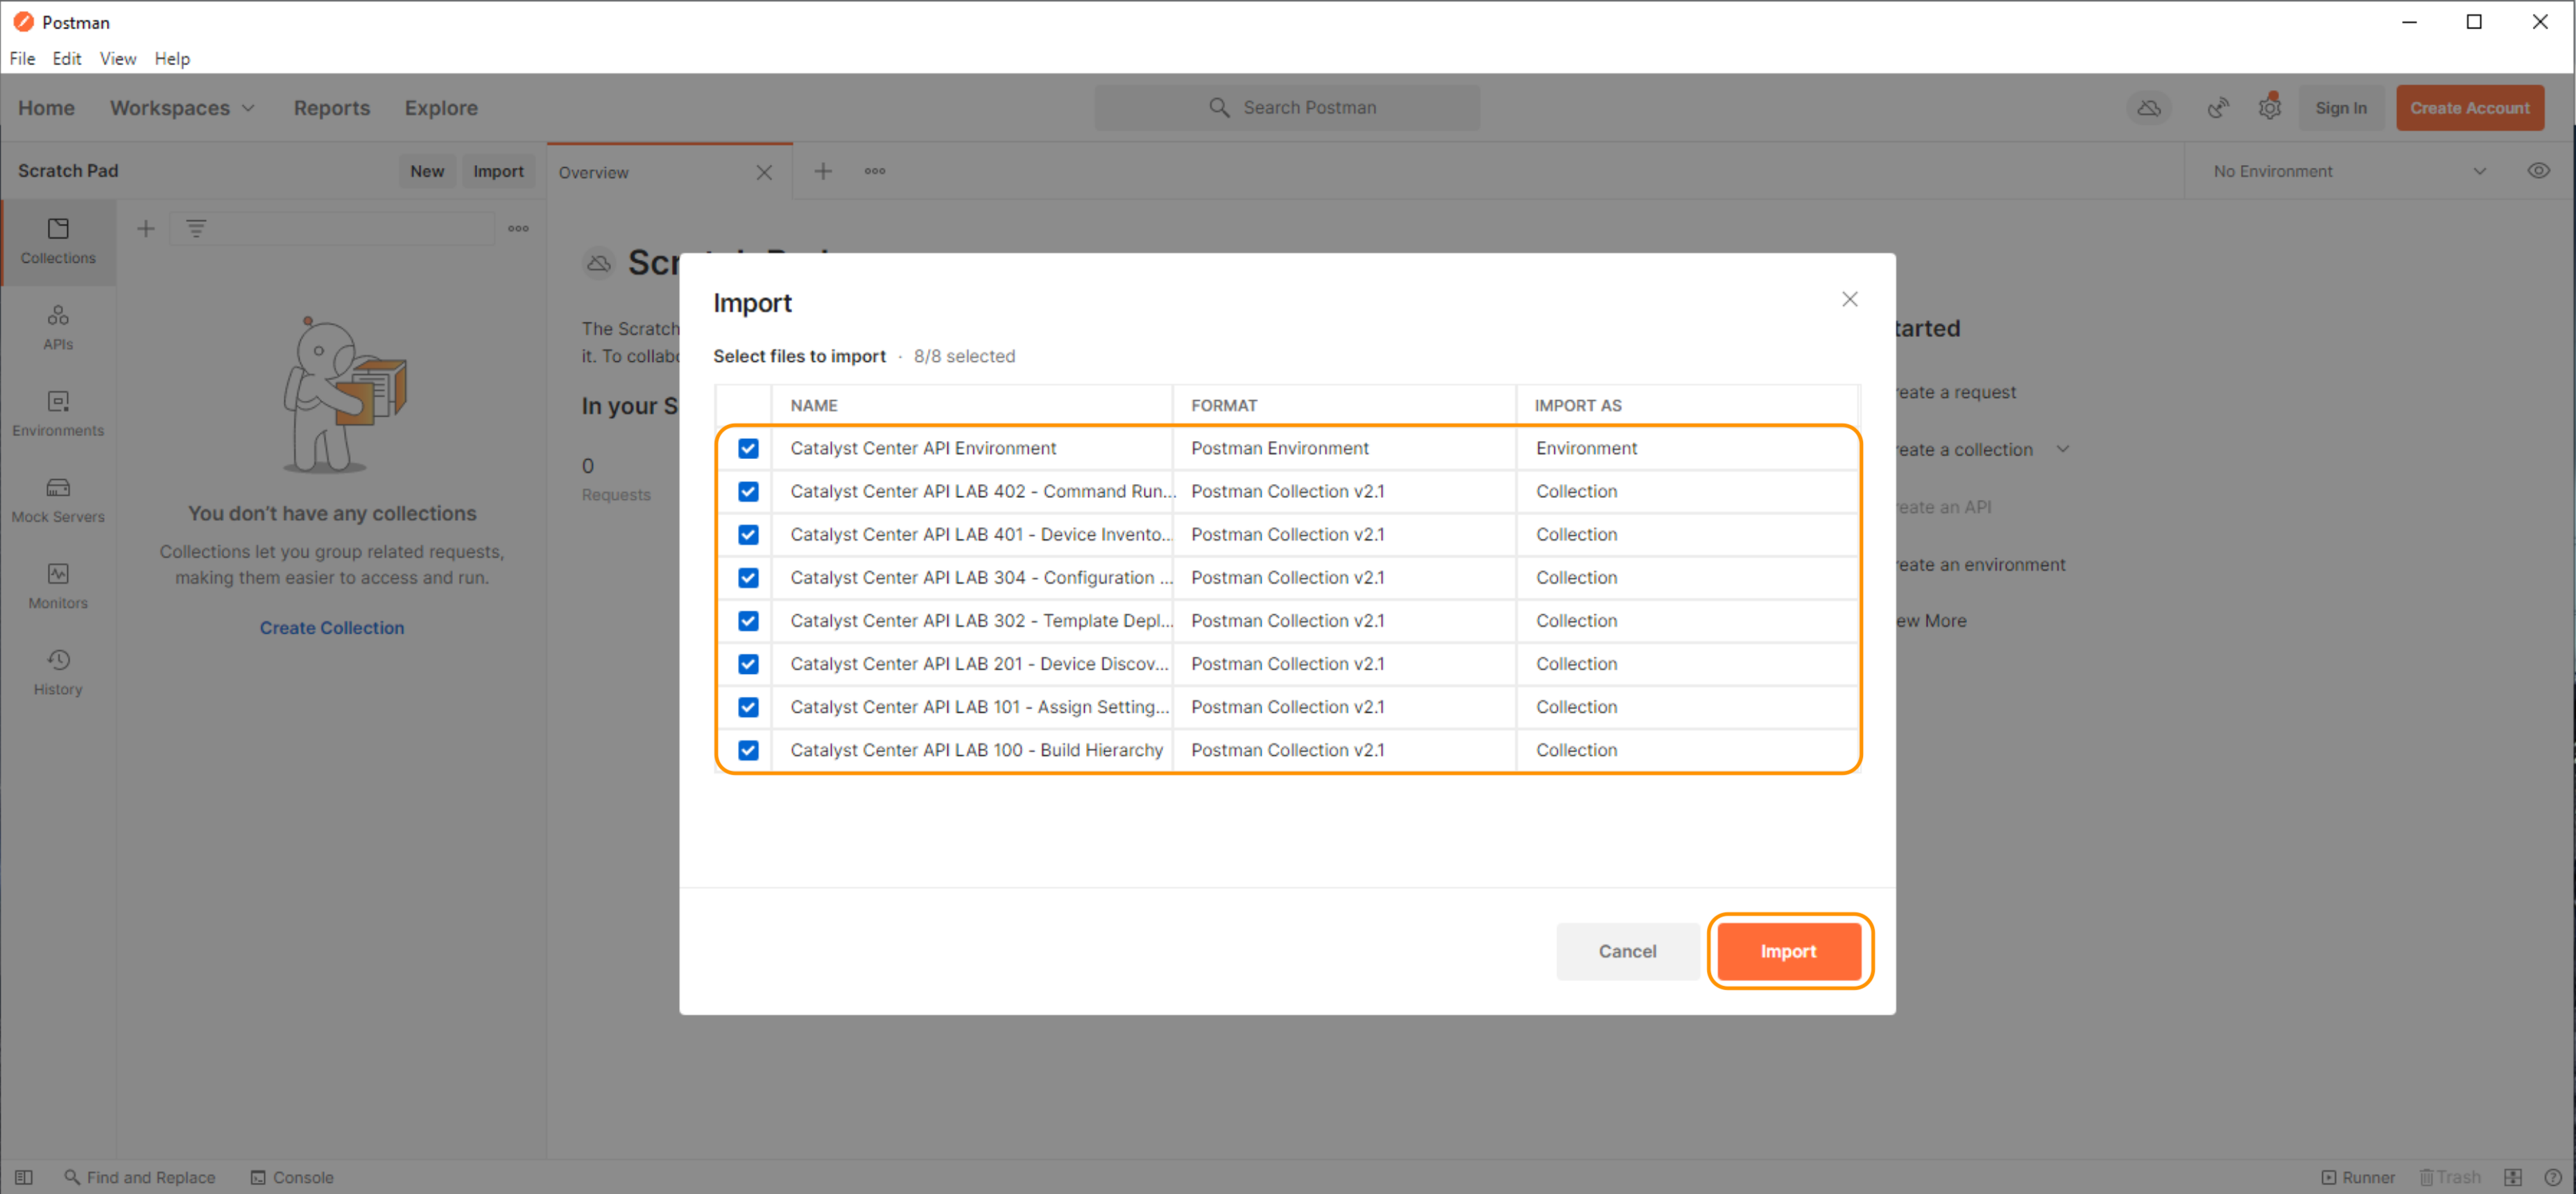 Postman
File Edit View Help
Home Workspaces Reports Explore
Search Postman
Sign In Create Account
Scratch Pad New Import
Overview
No Environment
Collections
APIs
Environments
Mock Servers
Monitors
History
You don’t have any collections
Collections let you group related requests,
making them easier to access and run.
Create Collection
The Scratch
it. To collabo
In your S
0
Requests
Import
Select files to import · 8/8 selected
NAME FORMAT IMPORT AS
Catalyst Center API Environment Postman Environment Environment
Catalyst Center API LAB 402 - Command Run... Postman Collection v2.1 Collection
Catalyst Center API LAB 401 - Device Invento... Postman Collection v2.1 Collection
Catalyst Center API LAB 304 - Configuration ... Postman Collection v2.1 Collection
Catalyst Center API LAB 302 - Template Depl... Postman Collection v2.1 Collection
Catalyst Center API LAB 201 - Device Discov... Postman Collection v2.1 Collection
Catalyst Center API LAB 101 - Assign Setting... Postman Collection v2.1 Collection
Catalyst Center API LAB 100 - Build Hierarchy Postman Collection v2.1 Collection
Cancel Import
tarted
reate a request
reate a collection
reate an API
reate an environment
ew More
Find and Replace Console
Runner Trash